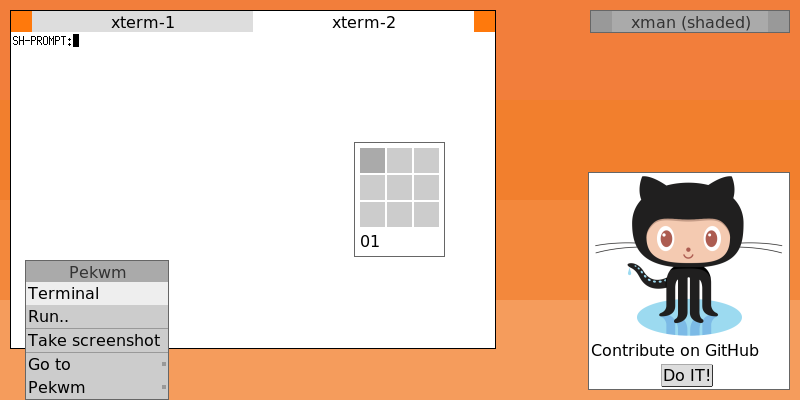 xterm-1
xterm-2
xman (shaded)
SH-PROMPT:
01
Pekwm
Terminal
Run..
Take screenshot
Go to
Pekwm
Contribute on GitHub
Do IT!